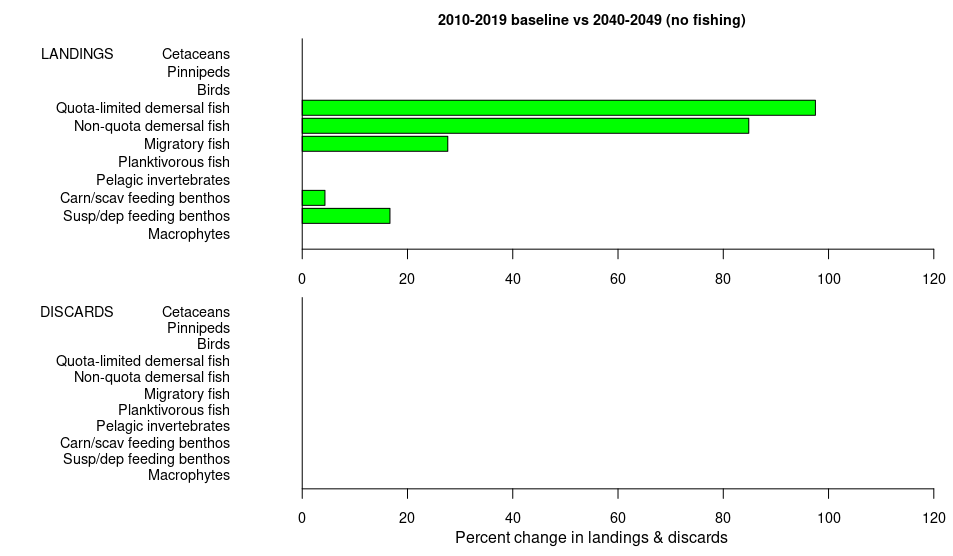 2010-2019 baseline vs 2040-2049 (no fishing)
LANDINGS Cetaceans
Pinnipeds
Birds
Quota-limited demersal fish
Non-quota demersal fish
Migratory fish
Planktivorous fish
Pelagic invertebrates
Carn/scav feeding benthos
Susp/dep feeding benthos
Macrophytes
0 20 40 60 80 100 120
DISCARDS Cetaceans
Pinnipeds
Birds
Quota-limited demersal fish
Non-quota demersal fish
Migratory fish
Planktivorous fish
Pelagic invertebrates
Carn/scav feeding benthos
Susp/dep feeding benthos
Macrophytes
0 20 40 60 80 100 120
Percent change in landings & discards